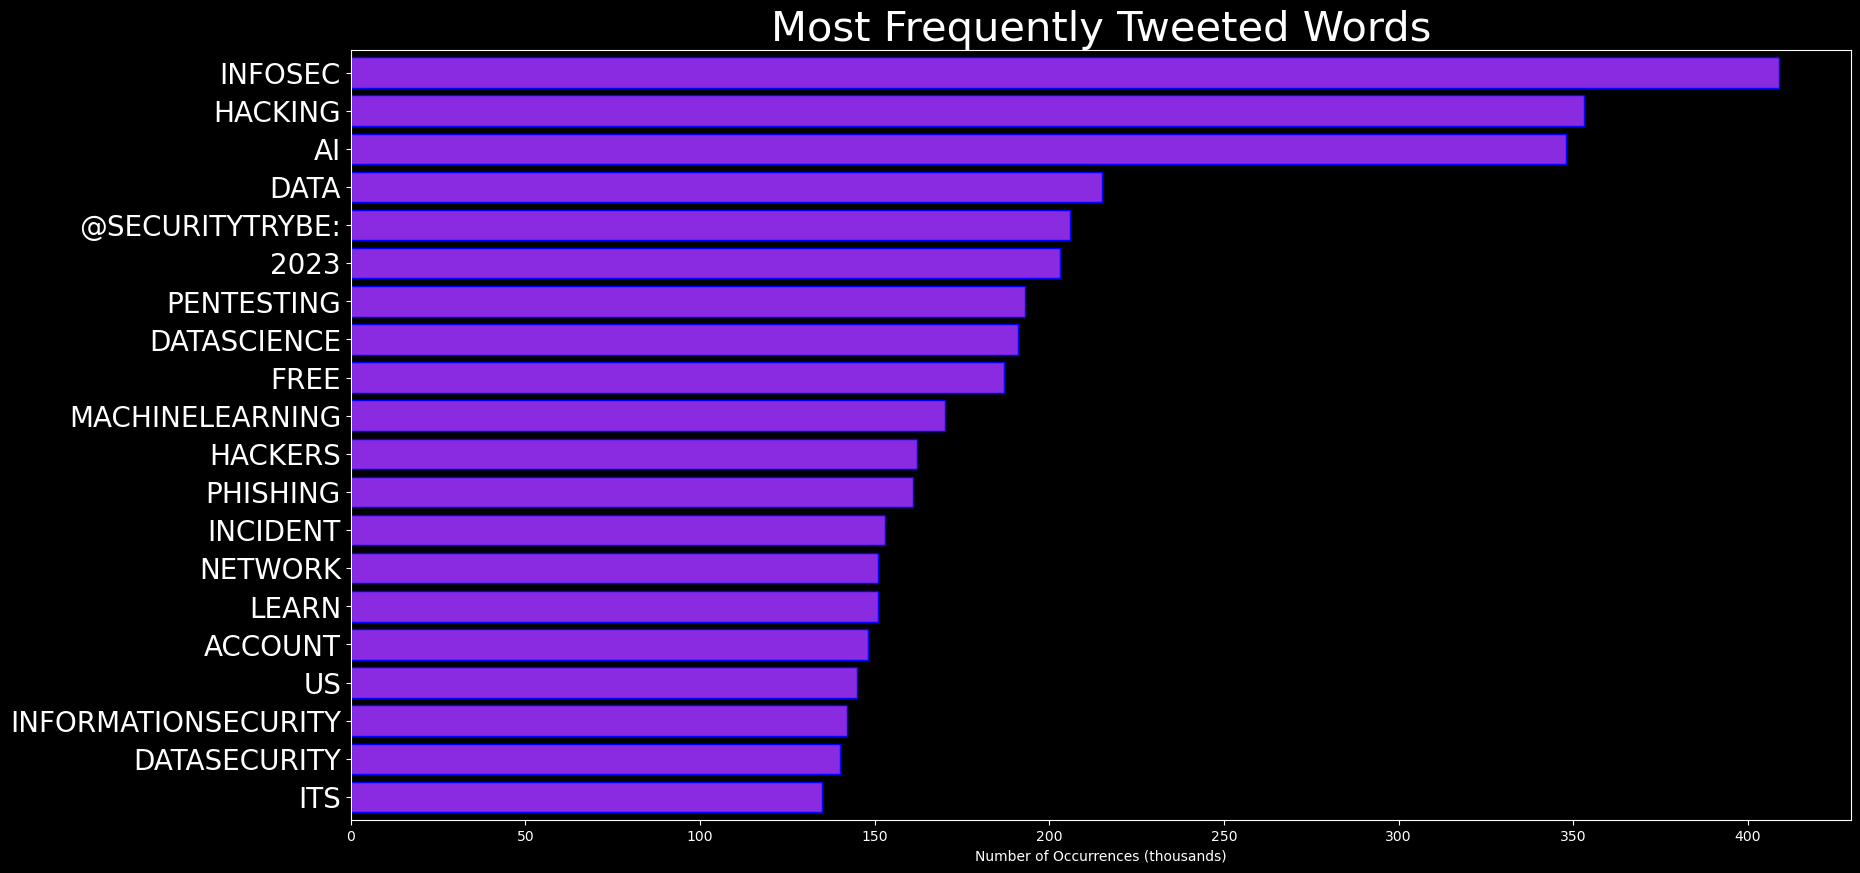 Most Frequently Tweeted Words
INFOSEC
HACKING
AI
DATA
@SECURITYTRYBE:
2023
PENTESTING
DATASCIENCE
FREE
MACHINELEARNING
HACKERS
PHISHING
INCIDENT
NETWORK
LEARN
ACCOUNT
US
INFORMATIONSECURITY
DATASECURITY
ITS
0 50 100 150 200 250 300 350 400
Number of Occurrences (thousands)